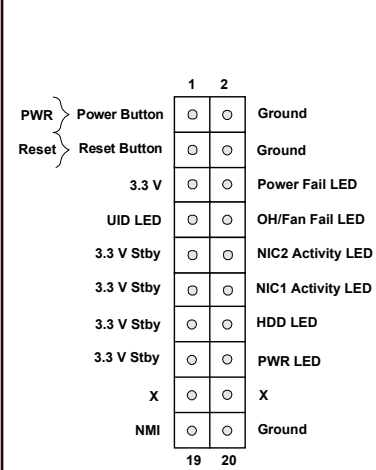 1 2
PWR Power Button Ground
Reset Reset Button Ground
3.3 V Power Fail LED
UID LED OH/Fan Fail LED
3.3 V Stby NIC2 Activity LED
3.3 V Stby NIC1 Activity LED
3.3 V Stby HDD LED
3.3 V Stby PWR LED
X X
NMI Ground
19 20